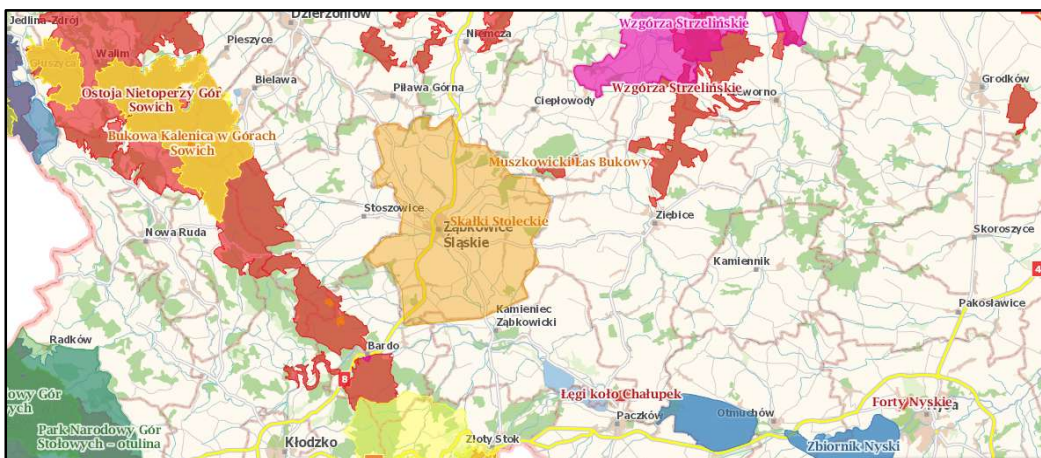 Jedlina-Zdrój
Dzierżoniów
Wzgórza Strzelińskie
Pieszyce
Niemcza
Walim
Głuszyca
Bielawa
Grodków
Ostoja Nietoperzy Gór
Sowich
Piława Górna
Wzgórza Strzelińskie
Ciepłowody
Bukowa Kalenica w Górach
Sowich
Muszkowicki Las Bukowy
Stoszowice
Skałki Stoleckie
Ziębice
Ząbkowice
Śląskie
Nowa Ruda
Skoroszyce
Kamiennik
4
Kamieniec
Ząbkowicki
Pakosławice
Radków
Bardo
8
Łęgi koło Chałupek
Forty Nyskie
Paczków
Otmuchów
Park Narodowy Gór
Stołowych – otulina
Kłodzko
Złoty Stok
Zbiornik Nyski